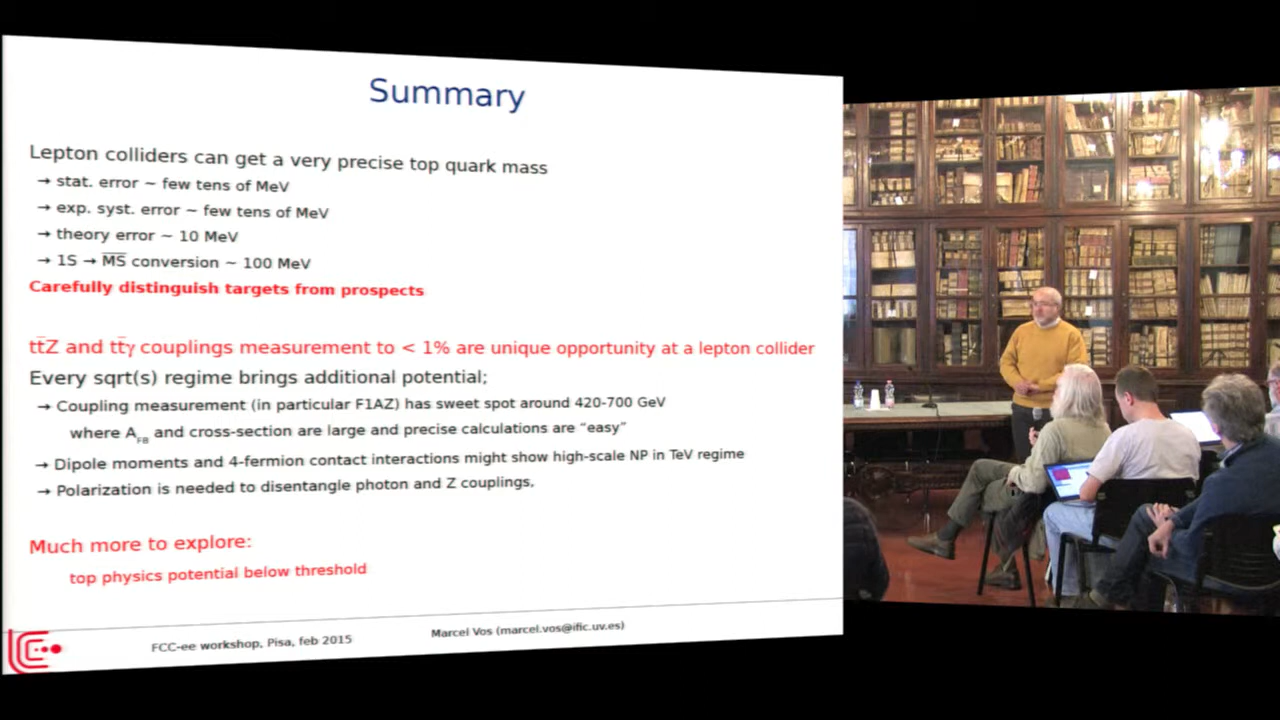 Summary
Lepton colliders can get a very precise top quark mass
→ stat. error ~ few tens of MeV
→ exp. syst. error ~ few tens of MeV
→ theory error ~ 10 MeV
→ 1S → M̅S̅ conversion ~ 100 MeV
Carefully distinguish targets from prospects
tt̄Z and tt̄γ couplings measurement to < 1% are unique opportunity at a lepton collider
Every sqrt(s) regime brings additional potential;
→ Coupling measurement (in particular F1AZ) has sweet spot around 420-700 GeV
where A_FB and cross-section are large and precise calculations are “easy”
→ Dipole moments and 4-fermion contact interactions might show high-scale NP in TeV regime
→ Polarization is needed to disentangle photon and Z couplings,
Much more to explore:
top physics potential below threshold
FCC-ee workshop, Pisa, feb 2015
Marcel Vos (marcel.vos@ific.uv.es)